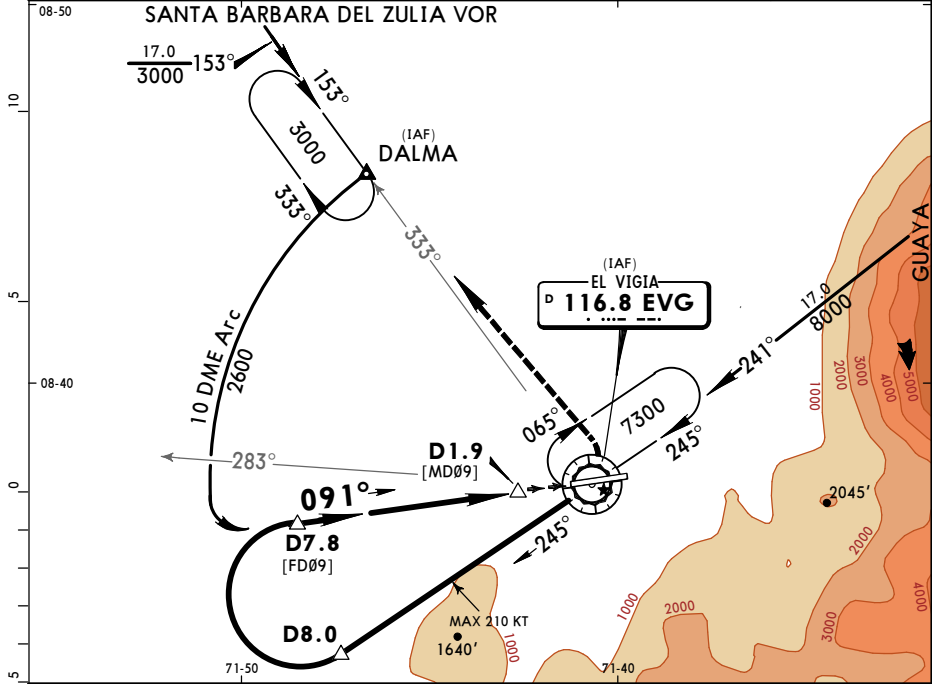 08-50
SANTA BARBARA DEL ZULIA VOR
17.0
3000
153°
153°
10
3000
(IAF)
DALMA
333°
333°
(IAF)
EL VIGIA
D 116.8 EVG
GUAYA
17.0
8000
5
10 DME Arc
2600
241°
08-40
3000
2000
4000
5000
1000
065°
7300
245°
D1.9
[MDØ9]
283°
0
091°
2045'
D7.8
[FDØ9]
245°
2000
1000
2000
4000
3000
MAX 210 KT
D8.0
1640'
1000
71-50
71-40
5